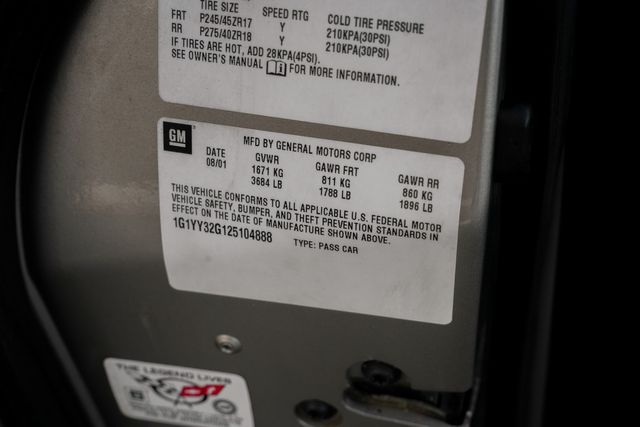 TIRE SIZE SPEED RTG COLD TIRE PRESSURE
FRT P245/45ZR17 Y 210KPA(30PSI)
RR P275/40ZR18 Y 210KPA(30PSI)
IF TIRES ARE HOT, ADD 28KPA(4PSI).
SEE OWNER'S MANUAL FOR MORE INFORMATION.
GM
MFD BY GENERAL MOTORS CORP
DATE GVWR GAWR FRT GAWR RR
08/01 1671 KG 811 KG 860 KG
3684 LB 1788 LB 1896 LB
THIS VEHICLE CONFORMS TO ALL APPLICABLE U.S. FEDERAL MOTOR
VEHICLE SAFETY, BUMPER, AND THEFT PREVENTION STANDARDS IN
EFFECT ON THE DATE OF MANUFACTURE SHOWN ABOVE.
1G1YY32G125104888 TYPE: PASS CAR
THE LEGEND LIVES